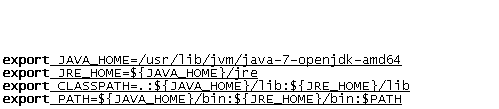 export JAVA_HOME=/usr/lib/jvm/java-7-openjdk-amd64
export JRE_HOME=${JAVA_HOME}/jre
export CLASSPATH=.:${JAVA_HOME}/lib:${JRE_HOME}/lib
export PATH=${JAVA_HOME}/bin:${JRE_HOME}/bin:$PATH